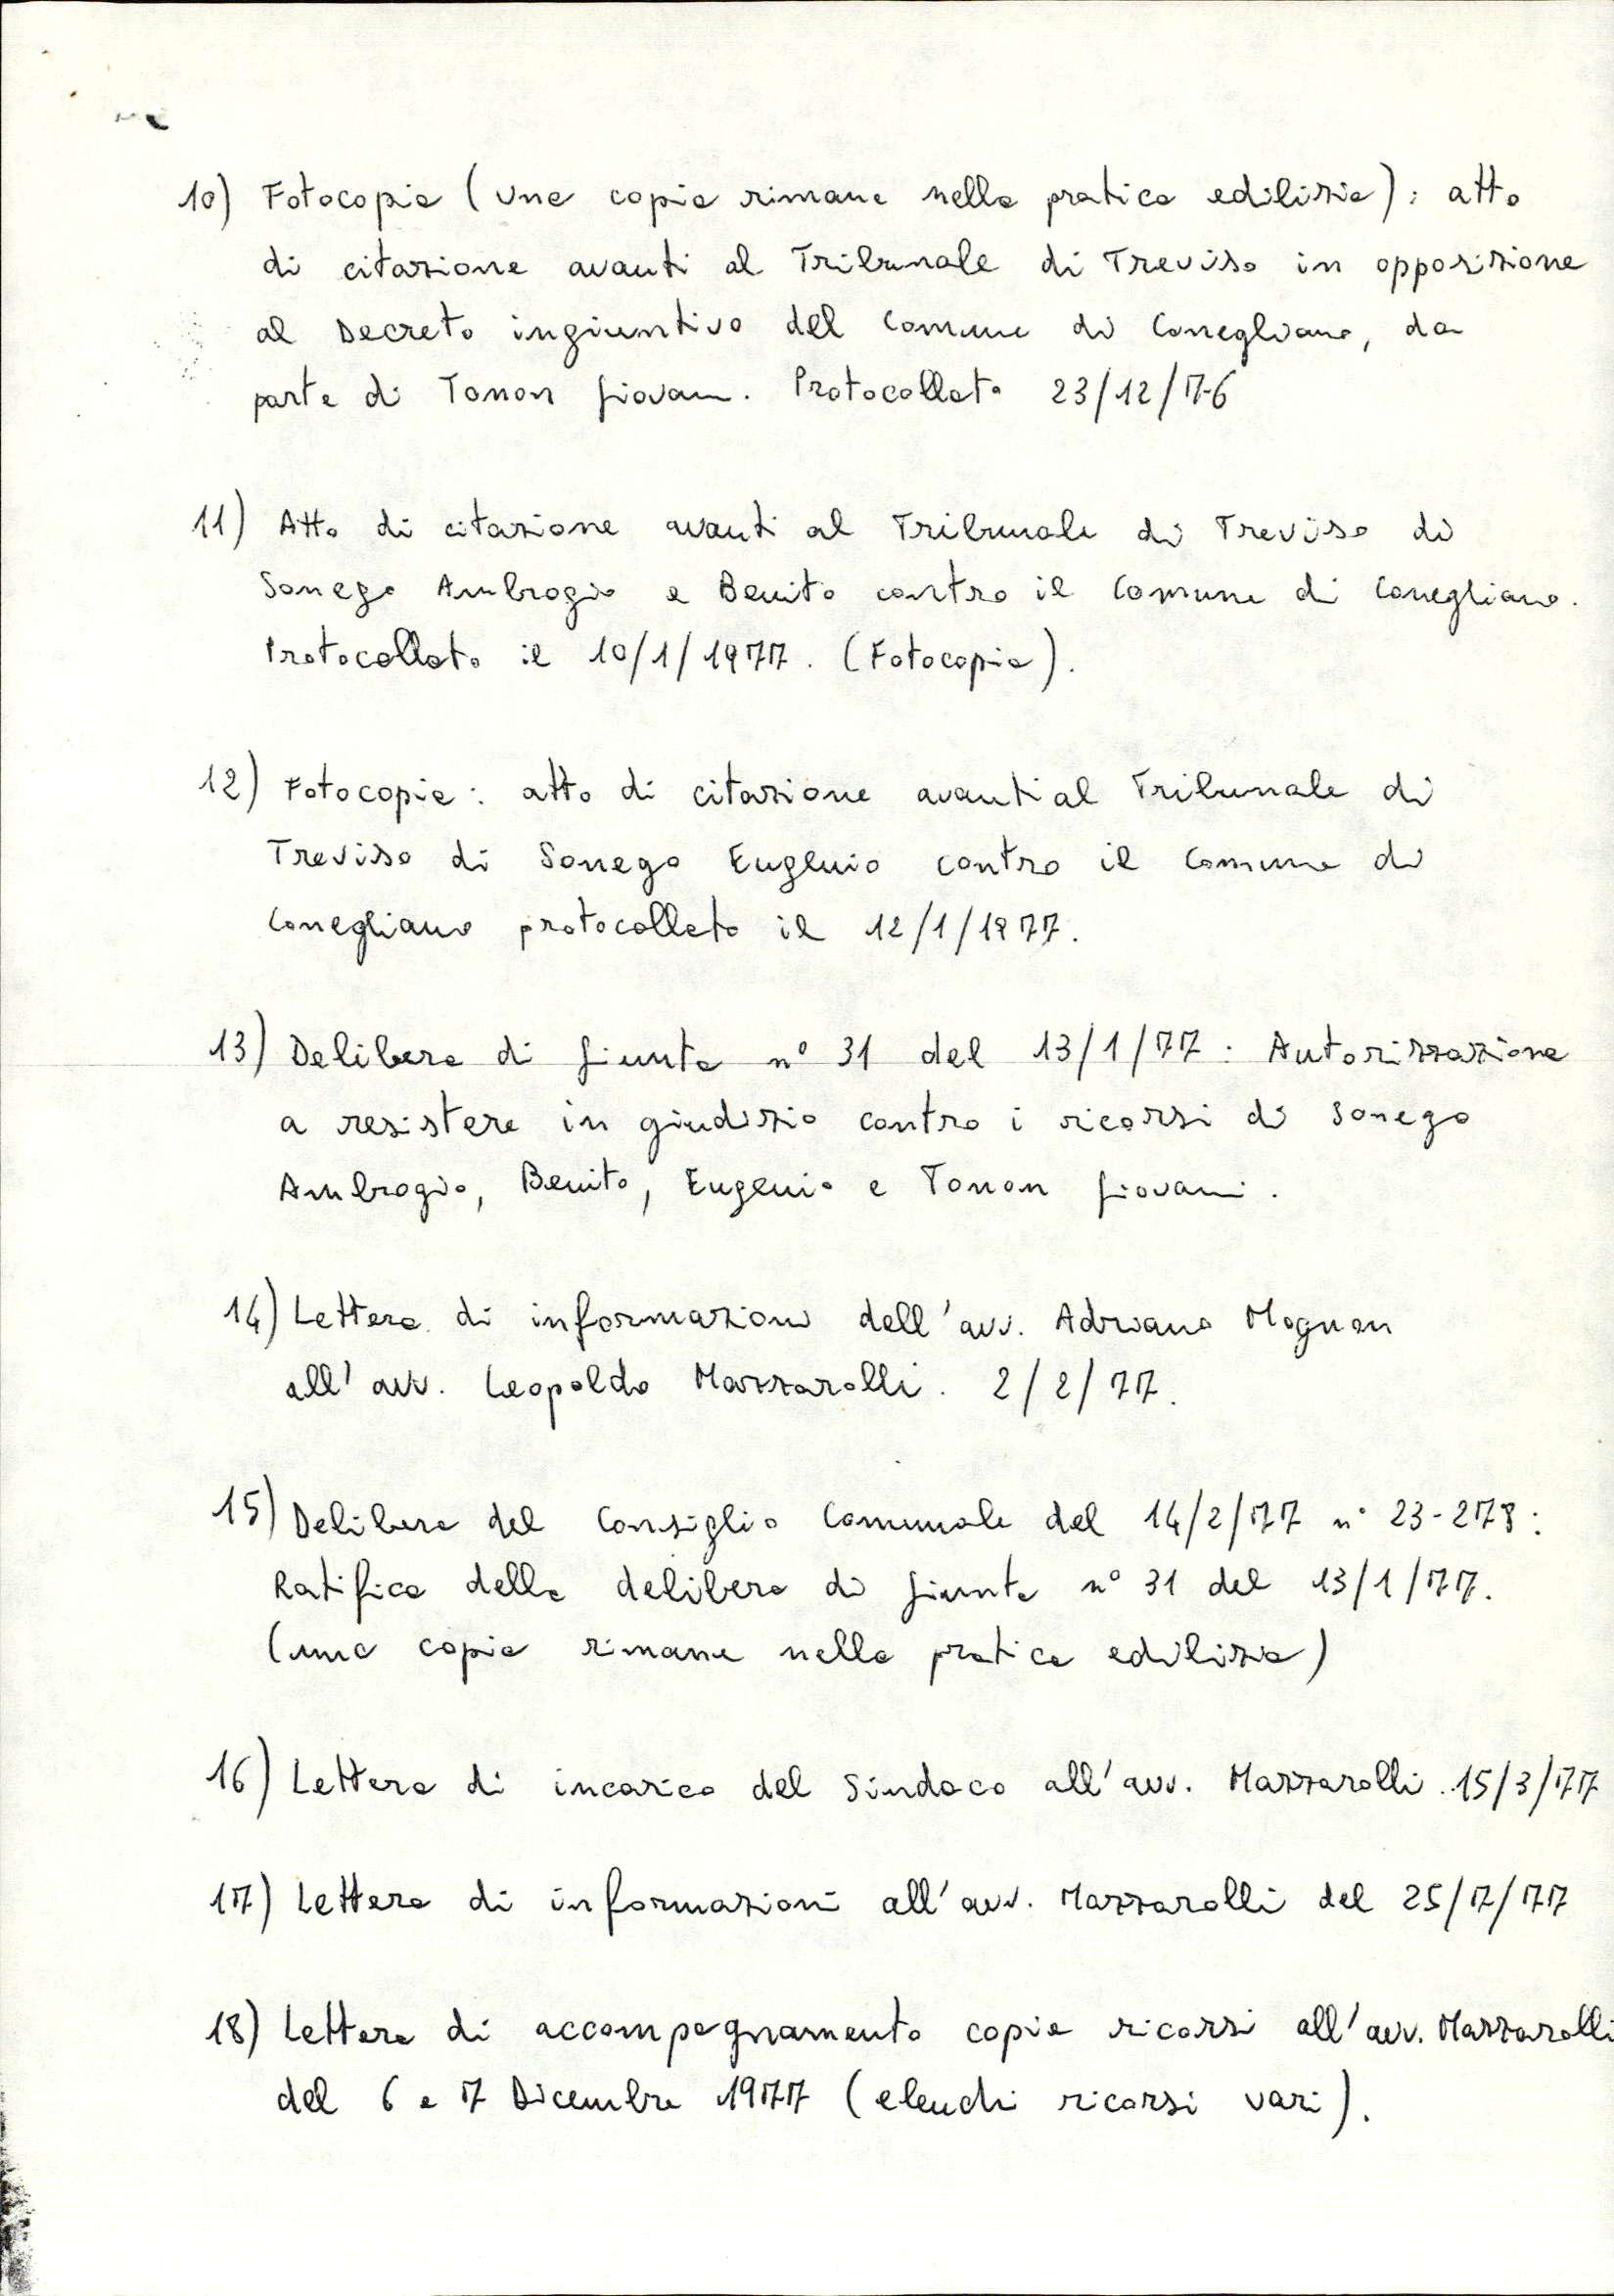 10) Fotocopia (una copia rimane nella pratica edilizia): atto
di citazione avanti al Tribunale di Treviso in opposizione
al Decreto ingiuntivo del Comune di Conegliano, da
parte di Tonon Giovanni. Protocollato 23/12/76
11) Atto di citazione avanti al Tribunale di Treviso di
Sonego Ambrogio e Benito contro il Comune di Conegliano.
Protocollato il 10/1/1977. (Fotocopia).
12) Fotocopia: atto di citazione avanti al Tribunale di
Treviso di Sonego Eugenio contro il Comune di
Conegliano protocollato il 12/1/1977.
13) Delibera di Giunta n° 31 del 13/1/77: Autorizzazione
a resistere in giudizio contro i ricorsi di Sonego
Ambrogio, Benito, Eugenio e Tonon Giovanni.
14) Lettera di informazioni dell'avv. Adriano Mognon
all'avv. Leopoldo Mazzarolli. 2/2/77.
15) Delibera del Consiglio Comunale del 14/2/77 n° 23-278:
Ratifica della delibera di Giunta n° 31 del 13/1/77.
(una copia rimane nella pratica edilizia)
16) Lettera di incarico del Sindaco all'avv. Mazzarolli. 15/3/77
17) Lettera di informazioni all'avv. Mazzarolli del 25/7/77
18) Lettera di accompagnamento copie ricorsi all'avv. Mazzarolli
del 6 e 7 Dicembre 1977 (elenchi ricorsi vari).